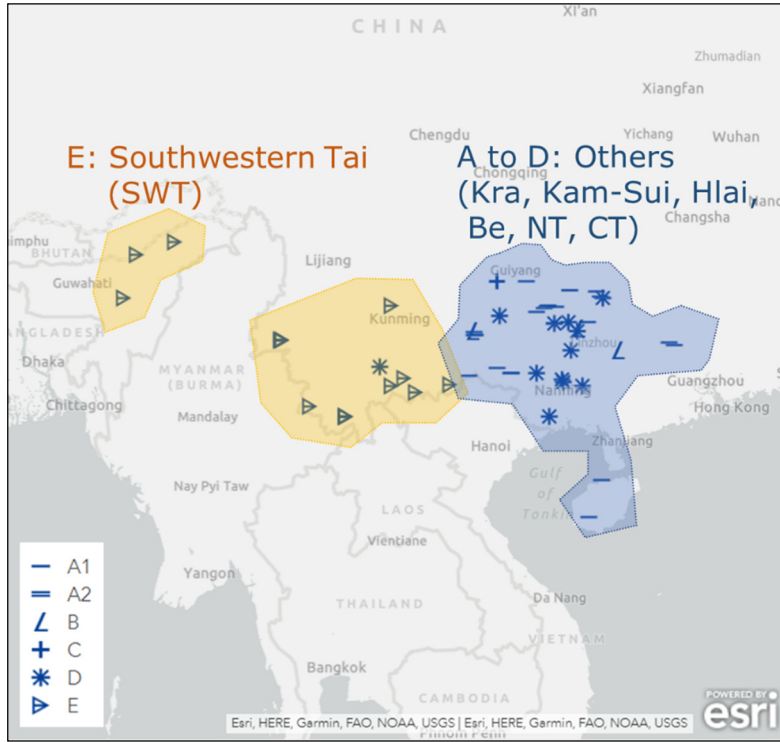 Xi'an
CHINA
Zhumadian
Xiangfan
Chengdu
Yichang
Wuhan
E: Southwestern Tai
(SWT)
A to D: Others
Chongqing
(Kra, Kam-Sui, Hlai,
Be, NT, CT)
Changsha
BHUTAN
Lijiang
Guiyang
Guwahati
Kunming
Dhaka
MYANMAR
(BURMA)
Chittagong
Mandalay
Guangzhou
Hong Kong
Nanning
Hanoi
Zhanjiang
Gulf
of
Tonkin
Nay Pyi Taw
LAOS
Vientiane
Yangon
Da Nang
THAILAND
VIETNAM
Bangkok
CAMBODIA
Phnom Penh
A1
A2
B
C
D
E
Esri, HERE, Garmin, FAO, NOAA, USGS | Esri, HERE, Garmin, FAO, NOAA, USGS
POWERED BY
esri